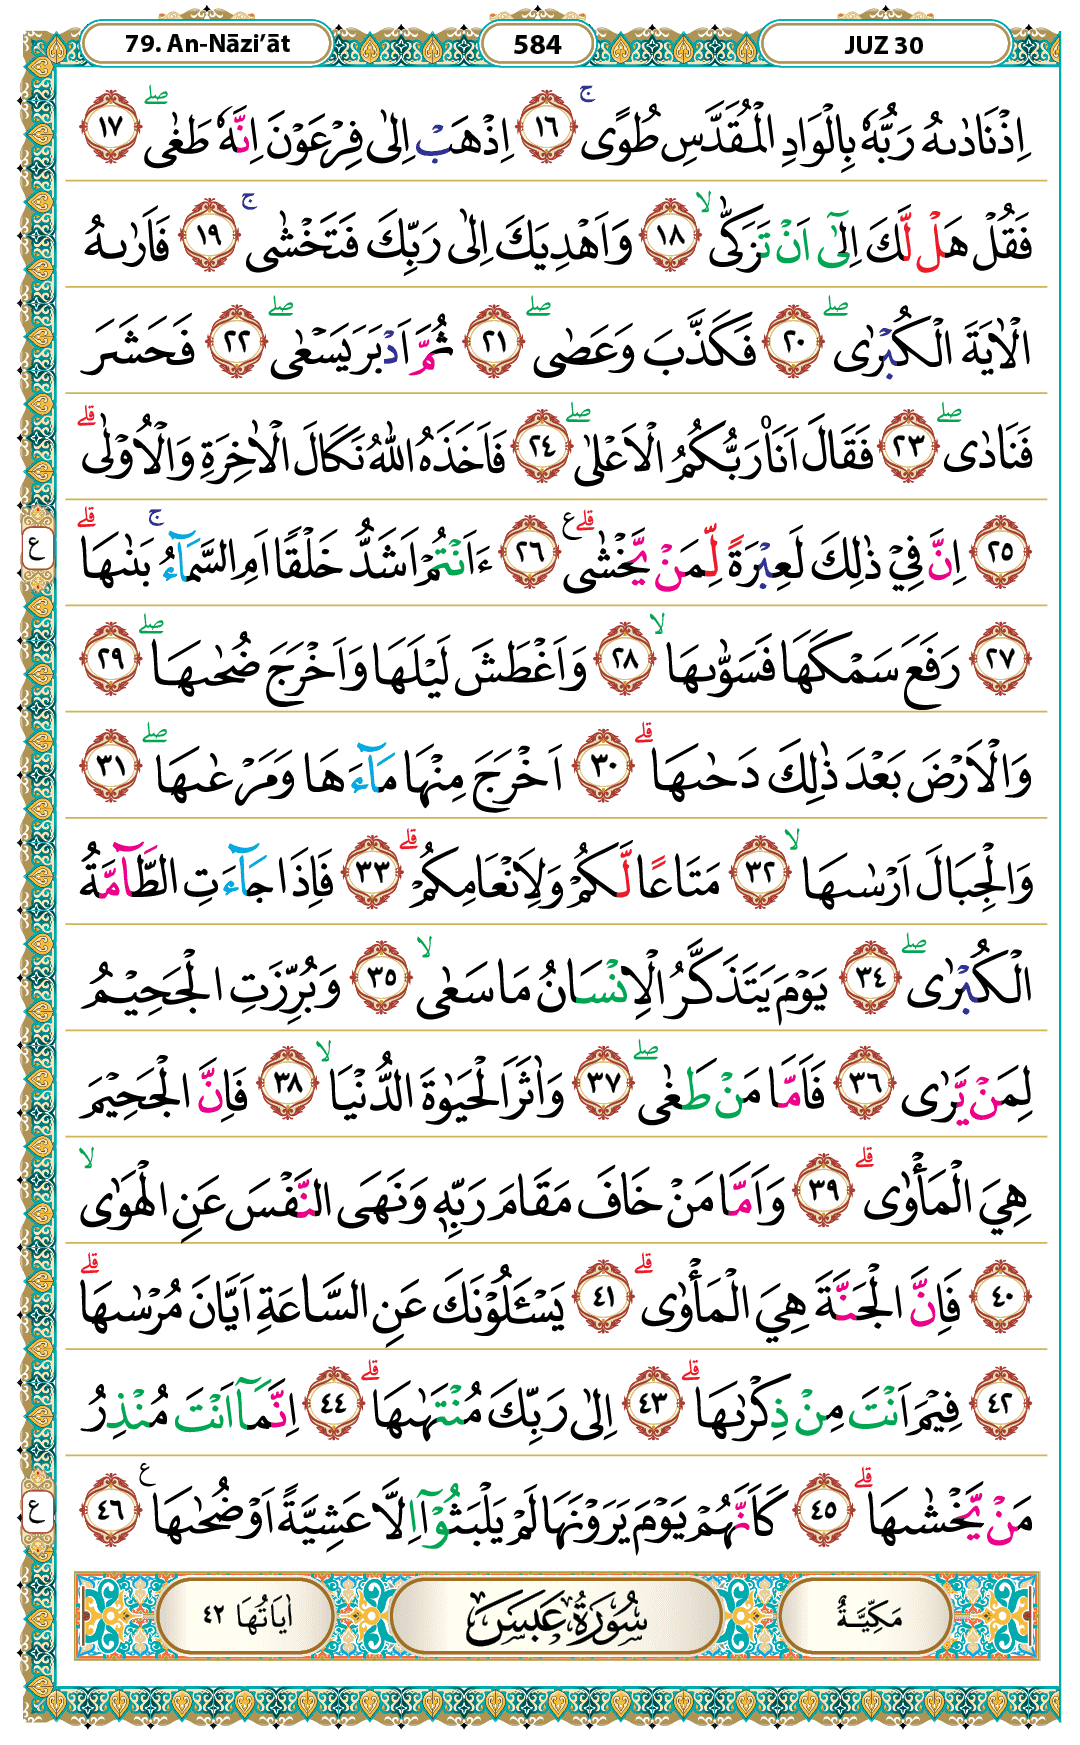 79. An-Nāzi’āt
584
JUZ 30
اِذْ نَادٰىهُ رَبُّهٗ بِالْوَادِ الْمُقَدَّسِ طُوًى ۚ ١٦ اِذْهَبْ اِلٰى فِرْعَوْنَ اِنَّهٗ طَغٰى ۖ ١٧
فَقُلْ هَلْ لَّكَ اِلٰٓى اَنْ تَزَكّٰى ۙ ١٨ وَاَهْدِيَكَ اِلٰى رَبِّكَ فَتَخْشٰى ۚ ١٩ فَاَرٰىهُ
الْاٰيَةَ الْكُبْرٰى ۖ ٢٠ فَكَذَّبَ وَعَصٰى ۖ ٢١ ثُمَّ اَدْبَرَ يَسْعٰى ۖ ٢٢ فَحَشَرَ
فَنَادٰى ۖ ٢٣ فَقَالَ اَنَا۠ رَبُّكُمُ الْاَعْلٰى ۖ ٢٤ فَاَخَذَهُ اللّٰهُ نَكَالَ الْاٰخِرَةِ وَالْاُوْلٰى ۗ
٢٥ اِنَّ فِيْ ذٰلِكَ لَعِبْرَةً لِّمَنْ يَّخْشٰى ۗ ع ٢٦ ءَاَنْتُمْ اَشَدُّ خَلْقًا اَمِ السَّمَاۤءُ ۚ بَنٰىهَا ۗ
٢٧ رَفَعَ سَمْكَهَا فَسَوّٰىهَا ۙ ٢٨ وَاَغْطَشَ لَيْلَهَا وَاَخْرَجَ ضُحٰىهَا ۖ ٢٩
وَالْاَرْضَ بَعْدَ ذٰلِكَ دَحٰىهَا ۗ ٣٠ اَخْرَجَ مِنْهَا مَاۤءَهَا وَمَرْعٰىهَا ۖ ٣١
وَالْجِبَالَ اَرْسٰىهَا ۙ ٣٢ مَتَاعًا لَّكُمْ وَلِاَنْعَامِكُمْ ۗ ٣٣ فَاِذَا جَاۤءَتِ الطَّاۤمَّةُ
الْكُبْرٰى ۖ ٣٤ يَوْمَ يَتَذَكَّرُ الْاِنْسَانُ مَا سَعٰى ۙ ٣٥ وَبُرِّزَتِ الْجَحِيْمُ
لِمَنْ يَّرٰى ٣٦ فَاَمَّا مَنْ طَغٰى ۖ ٣٧ وَاٰثَرَ الْحَيٰوةَ الدُّنْيَا ۙ ٣٨ فَاِنَّ الْجَحِيْمَ
هِيَ الْمَأْوٰى ۗ ٣٩ وَاَمَّا مَنْ خَافَ مَقَامَ رَبِّهٖ وَنَهَى النَّفْسَ عَنِ الْهَوٰى ۙ
٤٠ فَاِنَّ الْجَنَّةَ هِيَ الْمَأْوٰى ۗ ٤١ يَسْـَٔلُوْنَكَ عَنِ السَّاعَةِ اَيَّانَ مُرْسٰىهَا ۗ
٤٢ فِيْمَ اَنْتَ مِنْ ذِكْرٰىهَا ۗ ٤٣ اِلٰى رَبِّكَ مُنْتَهٰىهَا ۗ ٤٤ اِنَّمَآ اَنْتَ مُنْذِرُ
مَنْ يَّخْشٰىهَا ۗ ٤٥ كَاَنَّهُمْ يَوْمَ يَرَوْنَهَا لَمْ يَلْبَثُوْٓا اِلَّا عَشِيَّةً اَوْ ضُحٰىهَا ع ٤٦
ع
ع
مَكِّيَّةٌ سُوْرَةُ عَبَسَ اٰيَاتُهَا ٤٢